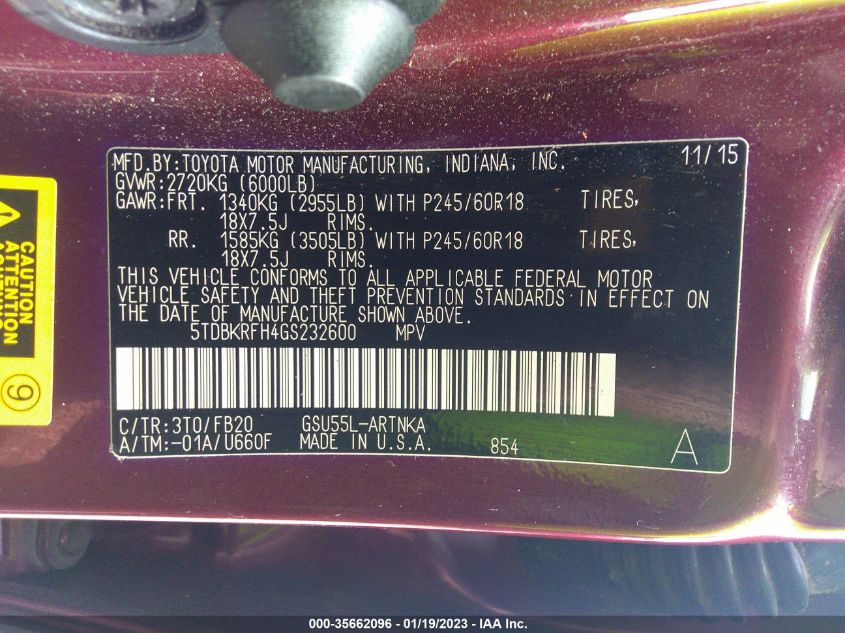 MFD.BY:TOYOTA MOTOR MANUFACTURING, INDIANA, INC. 11/15
GVWR:2720KG (6000LB)
GAWR:FRT. 1340KG (2955LB) WITH P245/60R18 TIRES,
18X7.5J RIMS.
RR. 1585KG (3505LB) WITH P245/60R18 TIRES,
18X7.5J RIMS.
THIS VEHICLE CONFORMS TO ALL APPLICABLE FEDERAL MOTOR
VEHICLE SAFETY AND THEFT PREVENTION STANDARDS IN EFFECT ON
THE DATE OF MANUFACTURE SHOWN ABOVE.
5TDBKRFH4GS232600 MPV
C/TR:3T0/FB20 GSU55L-ARTNKA
A/TM:-01A/U660F MADE IN U.S.A. 854 A
CAUTION
ATTENTION
9
000-35662096 - 01/19/2023 - IAA Inc.